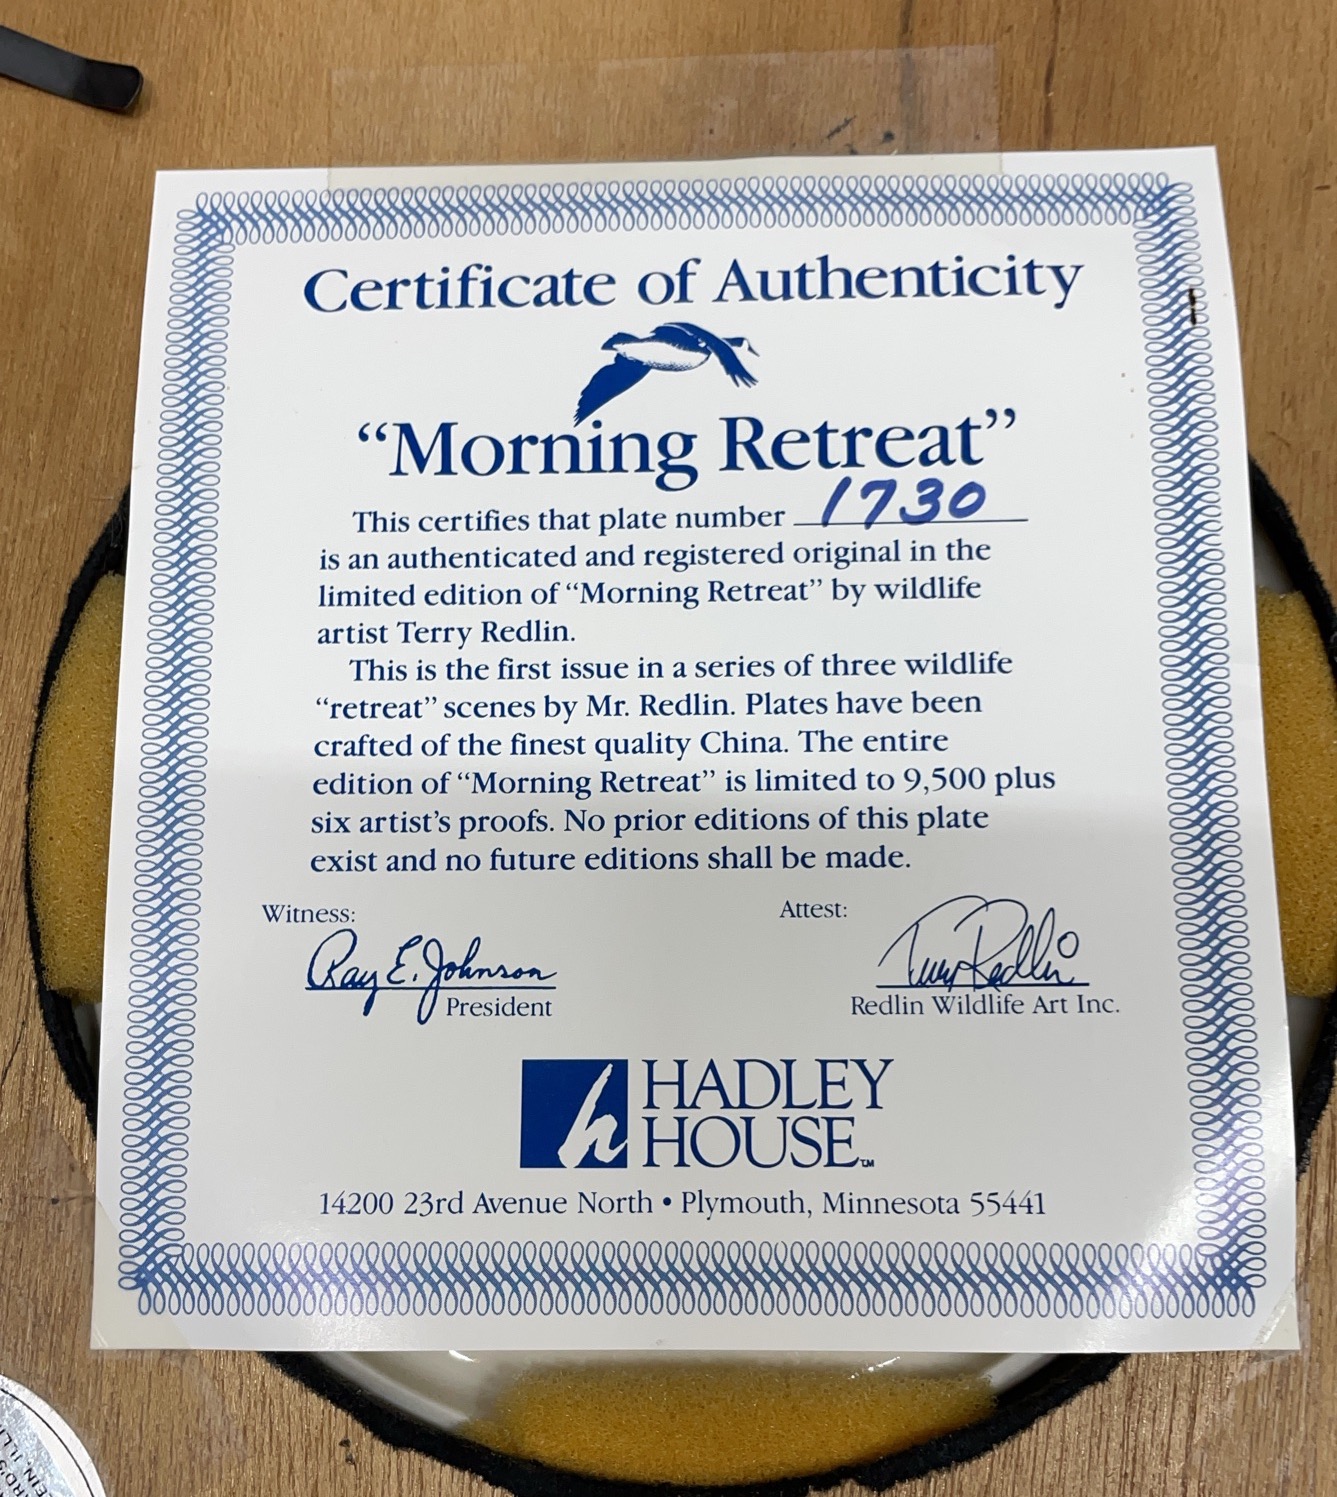 Certificate of Authenticity
“Morning Retreat”
This certifies that plate number 1730
is an authenticated and registered original in the
limited edition of “Morning Retreat” by wildlife
artist Terry Redlin.
This is the first issue in a series of three wildlife
“retreat” scenes by Mr. Redlin. Plates have been
crafted of the finest quality China. The entire
edition of “Morning Retreat” is limited to 9,500 plus
six artist’s proofs. No prior editions of this plate
exist and no future editions shall be made.
Witness:
Ray E. Johnson
President
Attest:
Terry Redlin
Redlin Wildlife Art Inc.
h HADLEY
HOUSE™
14200 23rd Avenue North • Plymouth, Minnesota 55441